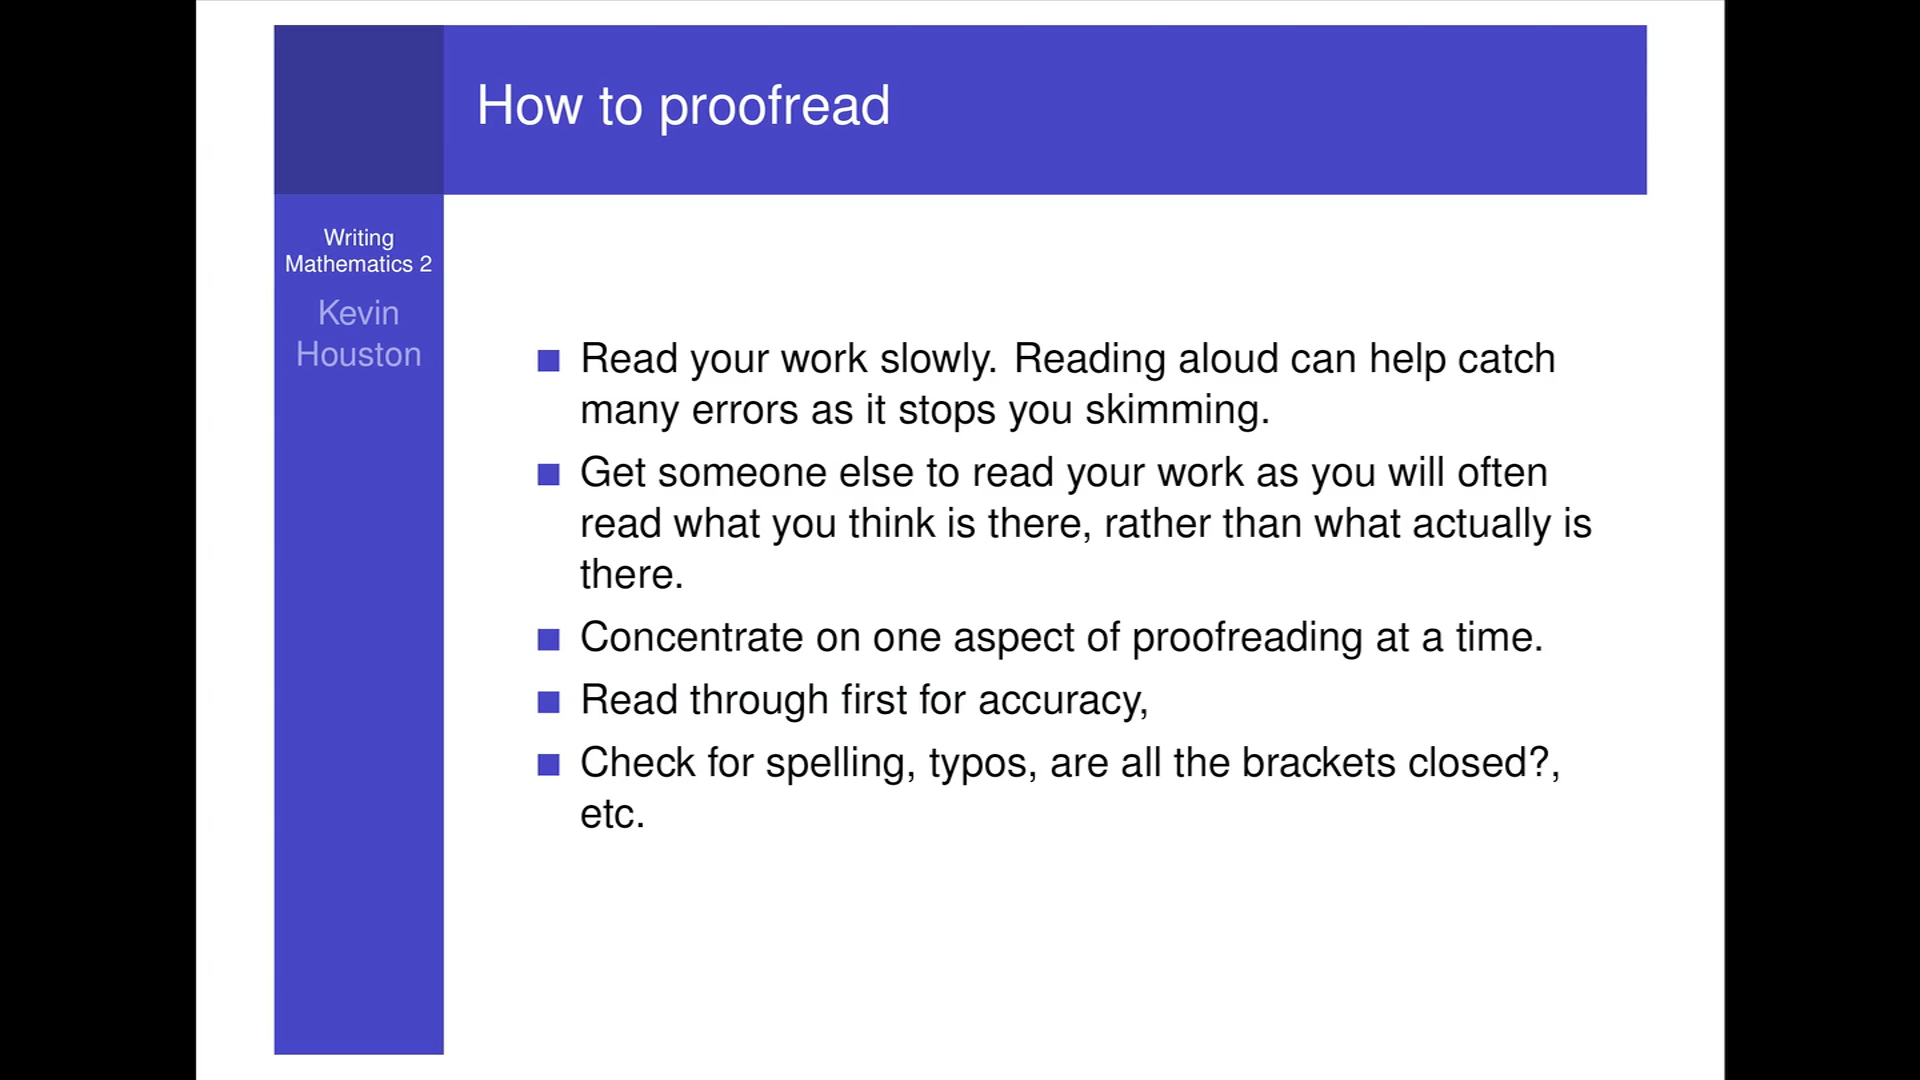 How to proofread
Writing
Mathematics 2
Kevin
Houston
Read your work slowly. Reading aloud can help catch
many errors as it stops you skimming.
Get someone else to read your work as you will often
read what you think is there, rather than what actually is
there.
Concentrate on one aspect of proofreading at a time.
Read through first for accuracy,
Check for spelling, typos, are all the brackets closed?,
etc.